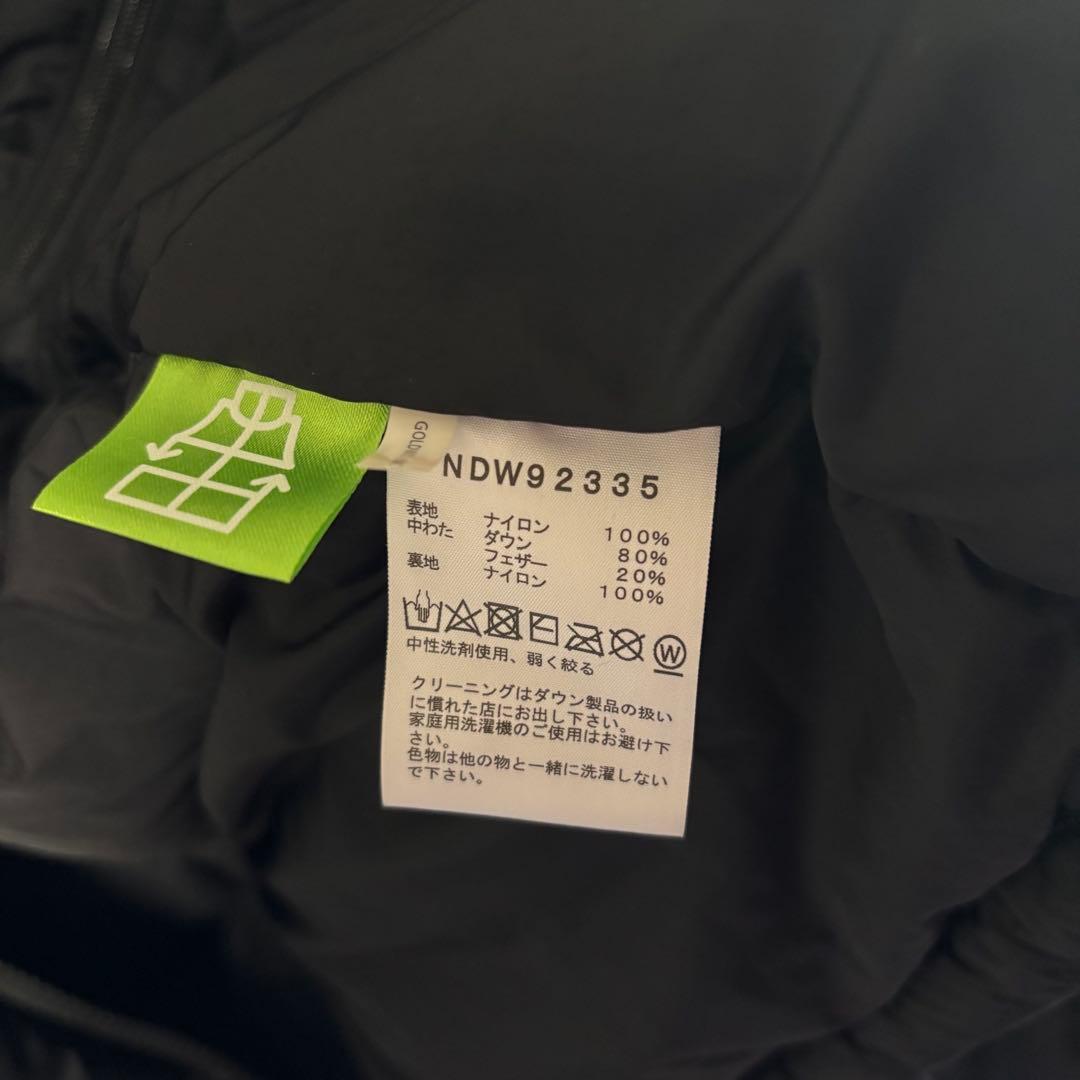 GOLD
NDW92335
表地 ナイロン 100%
中わた ダウン 80%
フェザー 20%
裏地 ナイロン 100%
W
中性洗剤使用、弱く絞る
クリーニングはダウン製品の扱い
に慣れた店にお出し下さい。
家庭用洗濯機のご使用はお避け下
さい。
色物は他の物と一緒に洗濯しない
で下さい。